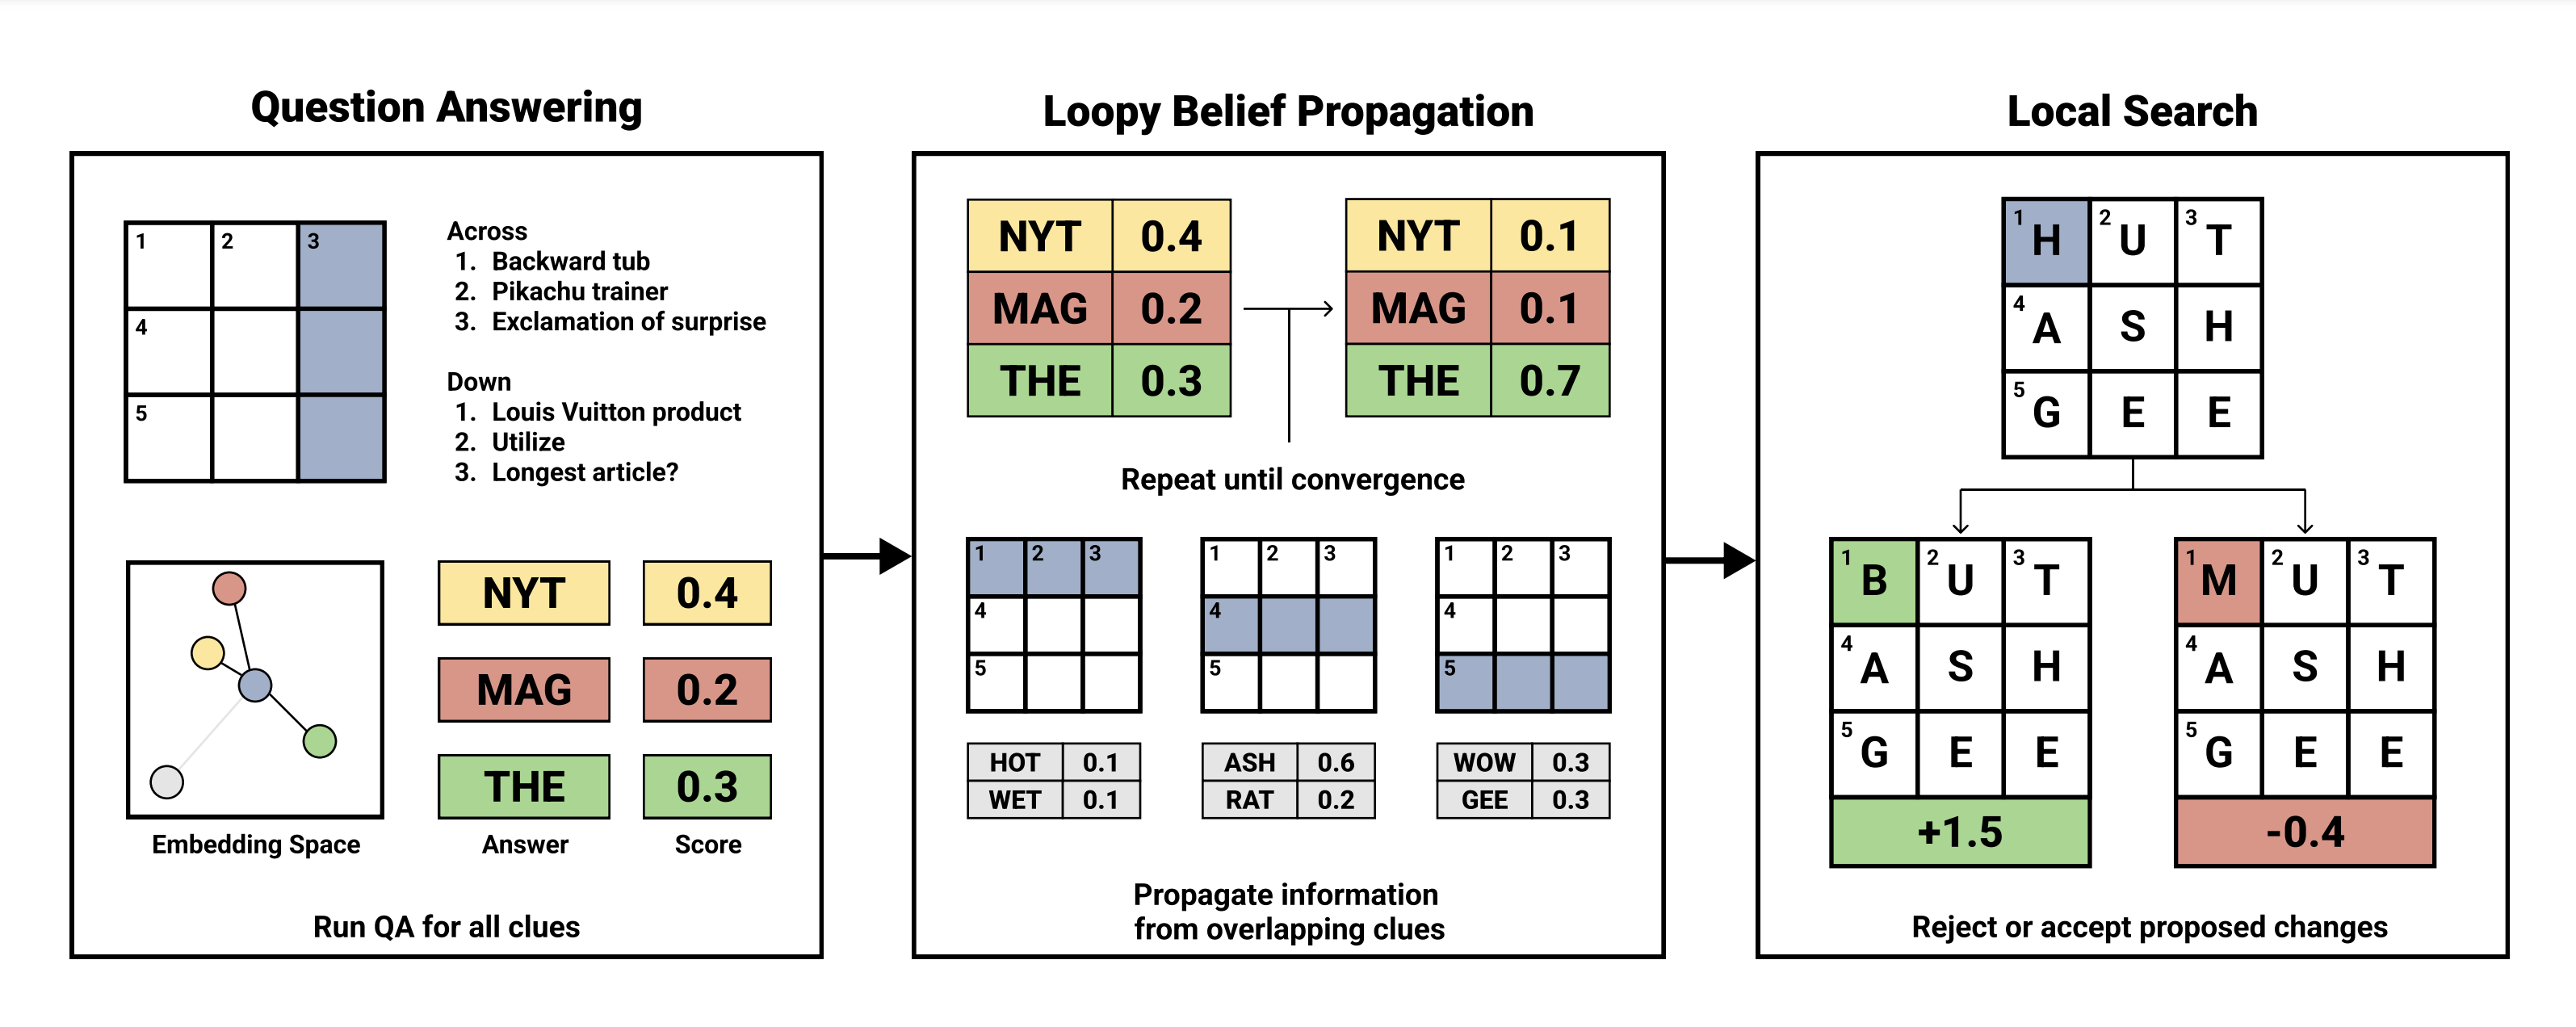 Question Answering
1 2 3
4
5
Across
1. Backward tub
2. Pikachu trainer
3. Exclamation of surprise
Down
1. Louis Vuitton product
2. Utilize
3. Longest article?
NYT 0.4
MAG 0.2
THE 0.3
Embedding Space Answer Score
Run QA for all clues
Loopy Belief Propagation
NYT 0.4
MAG 0.2
THE 0.3
NYT 0.1
MAG 0.1
THE 0.7
Repeat until convergence
1 2 3
4
5
HOT 0.1
WET 0.1
1 2 3
4
5
ASH 0.6
RAT 0.2
1 2 3
4
5
WOW 0.3
GEE 0.3
Propagate information
from overlapping clues
Local Search
1 H 2 U 3 T
4 A S H
5 G E E
1 B 2 U 3 T
4 A S H
5 G E E
+1.5
1 M 2 U 3 T
4 A S H
5 G E E
-0.4
Reject or accept proposed changes